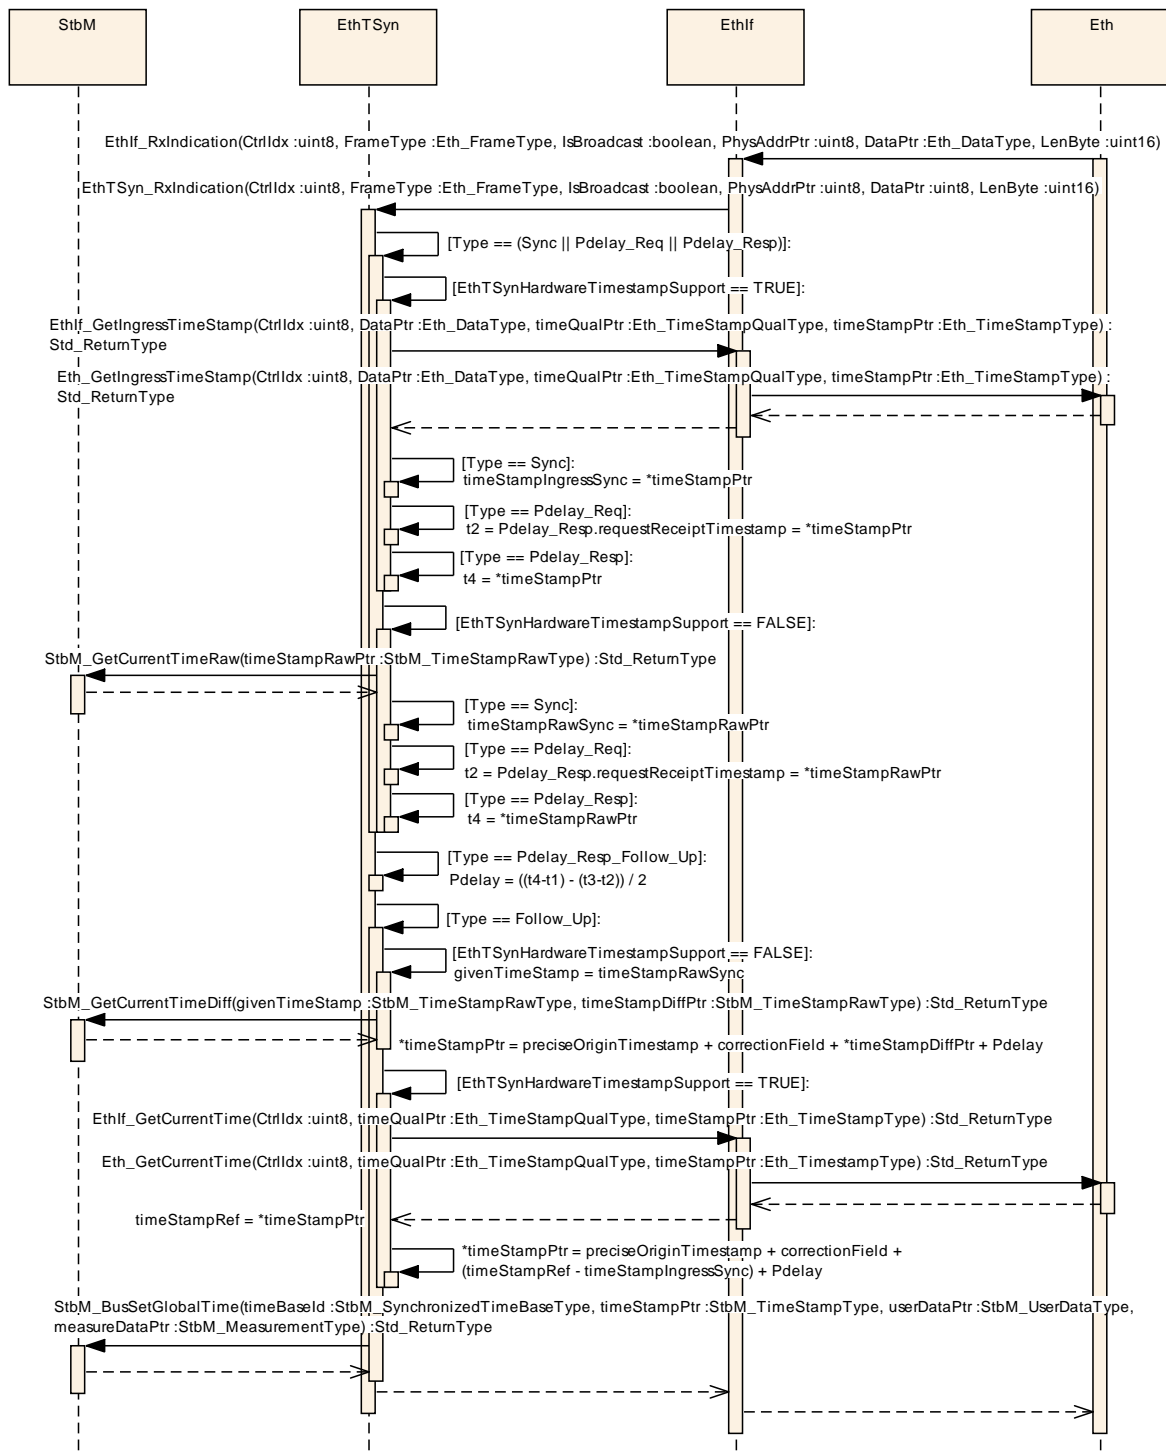 StbM
EthTSyn
EthIf
Eth
EthIf_RxIndication(CtrlIdx :uint8, FrameType :Eth_FrameType, IsBroadcast :boolean, PhysAddrPtr :uint8, DataPtr :Eth_DataType, LenByte :uint16)
EthTSyn_RxIndication(CtrlIdx :uint8, FrameType :Eth_FrameType, IsBroadcast :boolean, PhysAddrPtr :uint8, DataPtr :uint8, LenByte :uint16)
[Type == (Sync || Pdelay_Req || Pdelay_Resp)]:
[EthTSynHardwareTimestampSupport == TRUE]:
EthIf_GetIngressTimeStamp(CtrlIdx :uint8, DataPtr :Eth_DataType, timeQualPtr :Eth_TimeStampQualType, timeStampPtr :Eth_TimeStampType) :
Std_ReturnType
Eth_GetIngressTimeStamp(CtrlIdx :uint8, DataPtr :Eth_DataType, timeQualPtr :Eth_TimeStampQualType, timeStampPtr :Eth_TimeStampType) :
Std_ReturnType
[Type == Sync]:
timeStampIngressSync = *timeStampPtr
[Type == Pdelay_Req]:
t2 = Pdelay_Resp.requestReceiptTimestamp = *timeStampPtr
[Type == Pdelay_Resp]:
t4 = *timeStampPtr
[EthTSynHardwareTimestampSupport == FALSE]:
StbM_GetCurrentTimeRaw(timeStampRawPtr :StbM_TimeStampRawType) :Std_ReturnType
[Type == Sync]:
timeStampRawSync = *timeStampRawPtr
[Type == Pdelay_Req]:
t2 = Pdelay_Resp.requestReceiptTimestamp = *timeStampRawPtr
[Type == Pdelay_Resp]:
t4 = *timeStampRawPtr
[Type == Pdelay_Resp_Follow_Up]:
Pdelay = ((t4-t1) - (t3-t2)) / 2
[Type == Follow_Up]:
[EthTSynHardwareTimestampSupport == FALSE]:
givenTimeStamp = timeStampRawSync
StbM_GetCurrentTimeDiff(givenTimeStamp :StbM_TimeStampRawType, timeStampDiffPtr :StbM_TimeStampRawType) :Std_ReturnType
*timeStampPtr = preciseOriginTimestamp + correctionField + *timeStampDiffPtr + Pdelay
[EthTSynHardwareTimestampSupport == TRUE]:
EthIf_GetCurrentTime(CtrlIdx :uint8, timeQualPtr :Eth_TimeStampQualType, timeStampPtr :Eth_TimeStampType) :Std_ReturnType
Eth_GetCurrentTime(CtrlIdx :uint8, timeQualPtr :Eth_TimeStampQualType, timeStampPtr :Eth_TimestampType) :Std_ReturnType
timeStampRef = *timeStampPtr
*timeStampPtr = preciseOriginTimestamp + correctionField +
(timeStampRef - timeStampIngressSync) + Pdelay
StbM_BusSetGlobalTime(timeBaseId :StbM_SynchronizedTimeBaseType, timeStampPtr :StbM_TimeStampType, userDataPtr :StbM_UserDataType,
measureDataPtr :StbM_MeasurementType) :Std_ReturnType